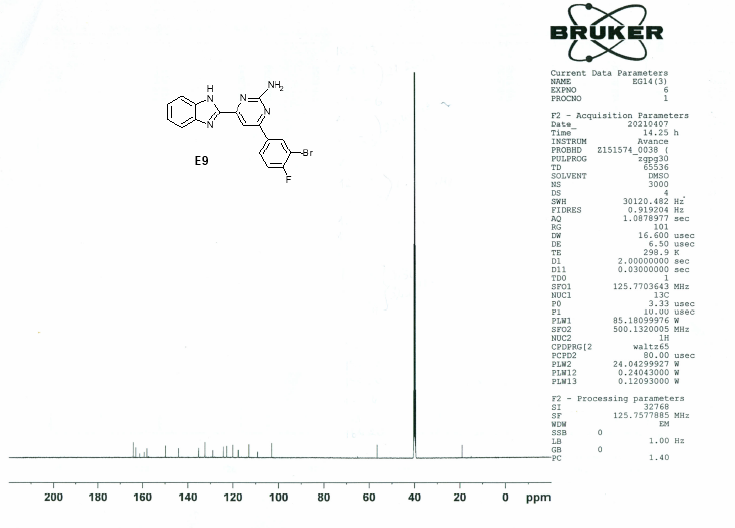 BRUKER
Current Data Parameters
NAME EG14(3)
EXPNO 6
PROCNO 1
F2 - Acquisition Parameters
Date_ 20210407
Time 14.25 h
INSTRUM Avance
PROBHD Z151574_0038 (
PULPROG zgpg30
TD 65536
SOLVENT DMSO
NS 3000
DS 4
SWH 30120.482 Hz
FIDRES 0.919204 Hz
AQ 1.0878977 sec
RG 101
DW 16.600 usec
DE 6.50 usec
TE 298.9 K
D1 2.00000000 sec
D11 0.03000000 sec
TD0 1
SFO1 125.7703643 MHz
NUC1 13C
P0 3.33 usec
P1 10.00 usec
PLW1 85.18099976 W
SFO2 500.1320005 MHz
NUC2 1H
CPDPRG[2 waltz65
PCPD2 80.00 usec
PLW2 24.04299927 W
PLW12 0.24043000 W
PLW13 0.12093000 W
F2 - Processing parameters
SI 32768
SF 125.7577885 MHz
WDW EM
SSB 0
LB 1.00 Hz
GB 0
PC 1.40
H
N
N
N
NH2
N
Br
F
E9
200 180 160 140 120 100 80 60 40 20 0 ppm